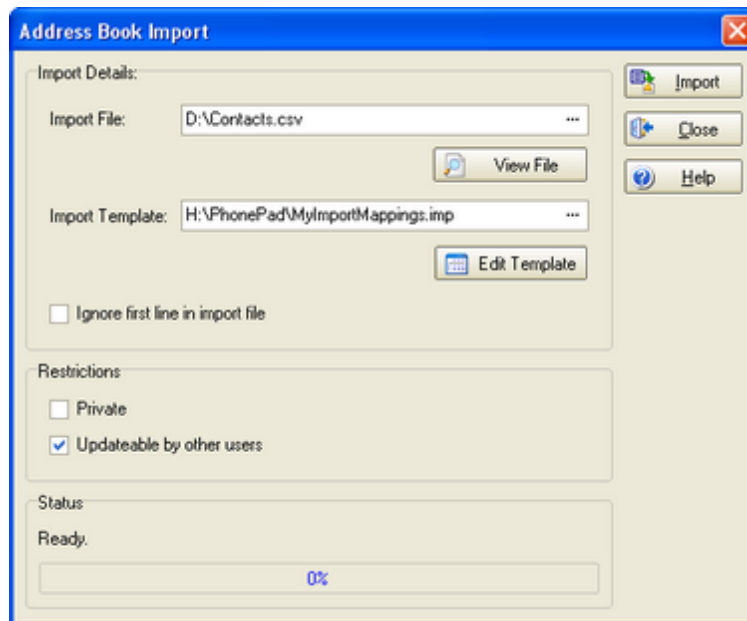 Address Book Import
Import Details:
Import File: D:\Contacts.csv ...
View File
Import Template: H:\PhonePad\MyImportMappings.imp ...
Edit Template
Ignore first line in import file
Restrictions
Private
Updateable by other users
Status
Ready.
0%
Import
Close
Help